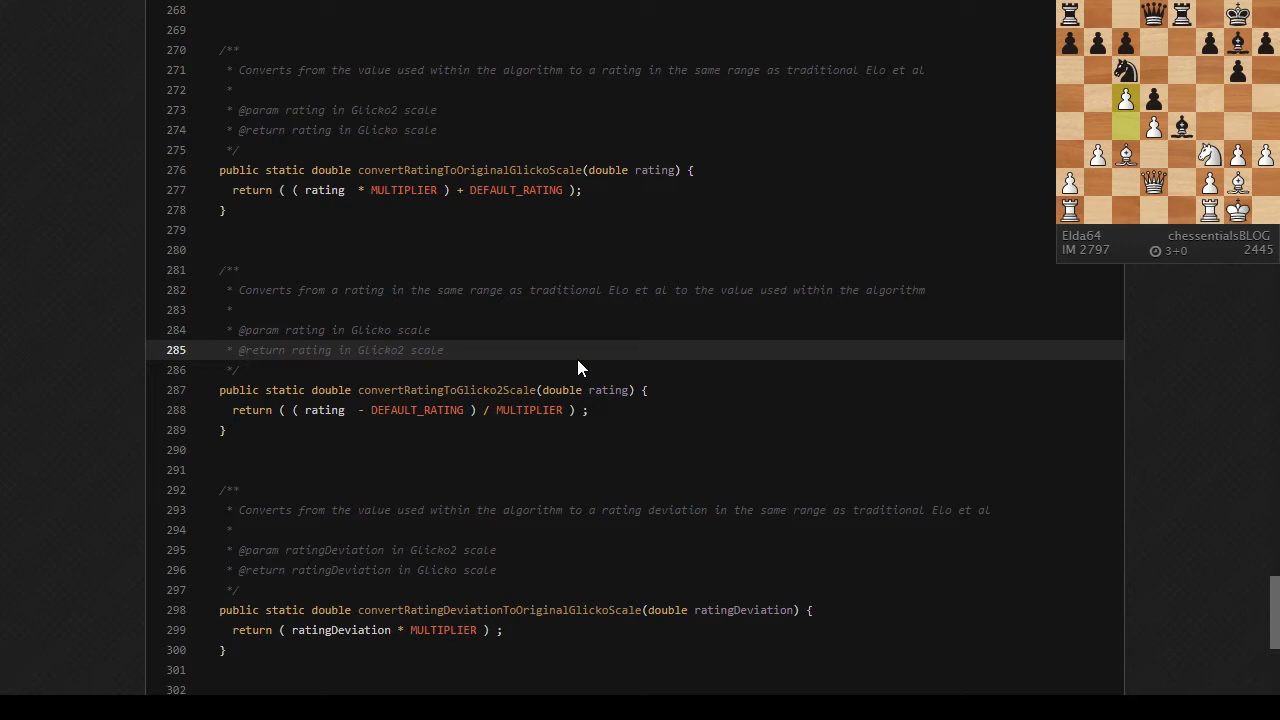 268
269
270 /**
271 * Converts from the value used within the algorithm to a rating in the same range as traditional Elo et al
272 *
273 * @param rating in Glicko2 scale
274 * @return rating in Glicko scale
275 */
276 public static double convertRatingToOriginalGlickoScale(double rating) {
277 return ( ( rating  * MULTIPLIER ) + DEFAULT_RATING );
278 }
279
280
281 /**
282 * Converts from a rating in the same range as traditional Elo et al to the value used within the algorithm
283 *
284 * @param rating in Glicko scale
285 * @return rating in Glicko2 scale
286 */
287 public static double convertRatingToGlicko2Scale(double rating) {
288 return ( ( rating  - DEFAULT_RATING ) / MULTIPLIER ) ;
289 }
290
291
292 /**
293 * Converts from the value used within the algorithm to a rating deviation in the same range as traditional Elo et al
294 *
295 * @param ratingDeviation in Glicko2 scale
296 * @return ratingDeviation in Glicko scale
297 */
298 public static double convertRatingDeviationToOriginalGlickoScale(double ratingDeviation) {
299 return ( ratingDeviation * MULTIPLIER ) ;
300 }
301
302
Elda64 chessentialsBLOG
IM 2797 3+0 2445